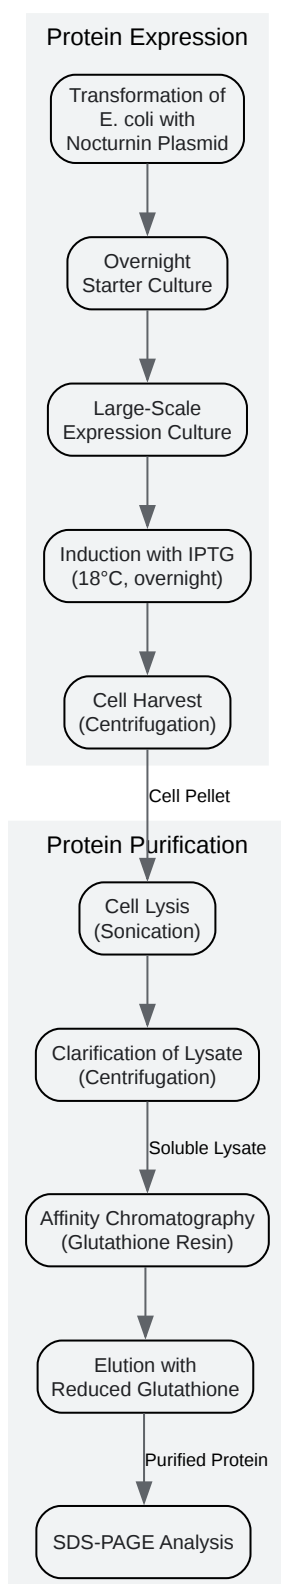 Protein Expression
Transformation of
E. coli with
Nocturnin Plasmid
Overnight
Starter Culture
Large-Scale
Expression Culture
Induction with IPTG
(18°C, overnight)
Cell Harvest
(Centrifugation)
Cell Pellet
Protein Purification
Cell Lysis
(Sonication)
Clarification of Lysate
(Centrifugation)
Soluble Lysate
Affinity Chromatography
(Glutathione Resin)
Elution with
Reduced Glutathione
Purified Protein
SDS-PAGE Analysis